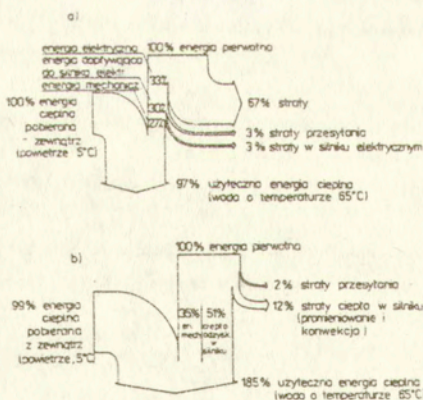 a)
energia elektryczna
100% energia pierwotna
energia dopływająca
do silnika elektr.
energia mechanicz.
33%
30%
27%
100% energia
cieplna
pobierana
z zewnątrz
(powietrze 5°C)
67% straty
3% straty przesyłania
3% straty w silniku elektrycznym
97% użyteczna energia cieplna
(woda o temperaturze 65°C)
100% energia pierwotna
b)
99% energia
cieplna
pobierana
z zewnątrz
(powietrze, 5°C)
35%
en.
mech.
51%
ciepło
odzysk.
w
silniku
2% straty przesyłania
12% straty ciepła w silniku
(promieniowanie i
konwekcja)
185% użyteczna energia cieplna
(woda o temperaturze 65°C)